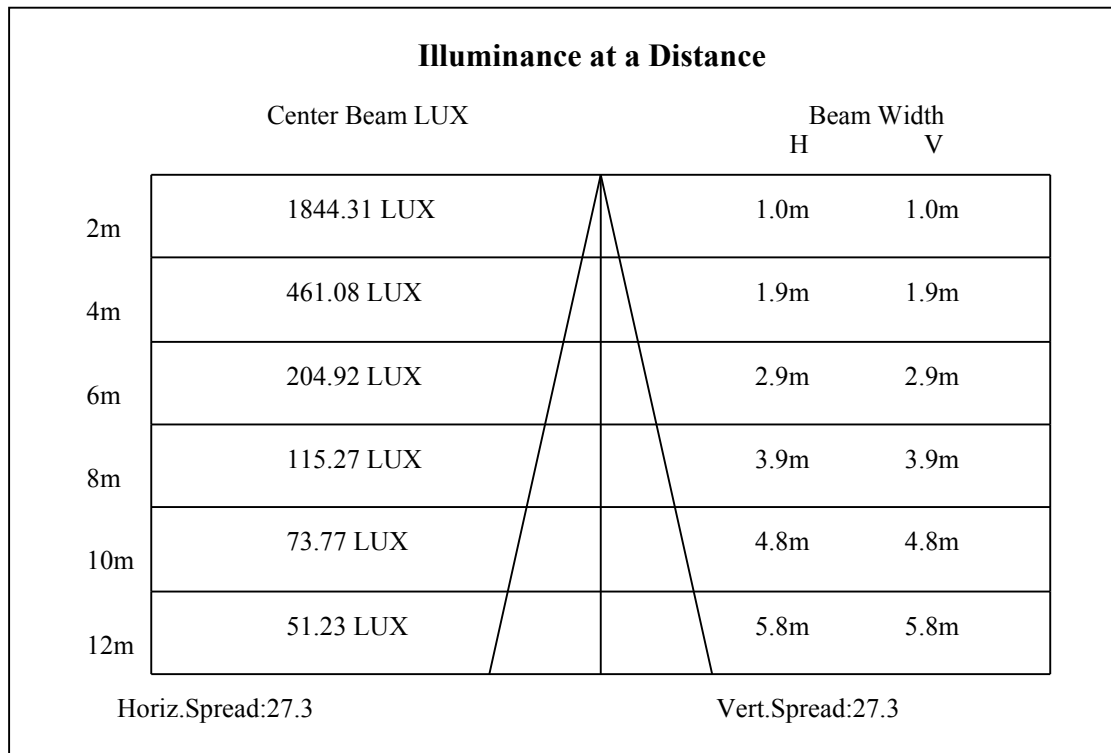 Illuminance at a Distance
Center Beam LUX Beam Width
H V
1844.31 LUX 1.0m 1.0m
2m
461.08 LUX 1.9m 1.9m
4m
204.92 LUX 2.9m 2.9m
6m
115.27 LUX 3.9m 3.9m
8m
73.77 LUX 4.8m 4.8m
10m
51.23 LUX 5.8m 5.8m
12m
Horiz.Spread:27.3 Vert.Spread:27.3